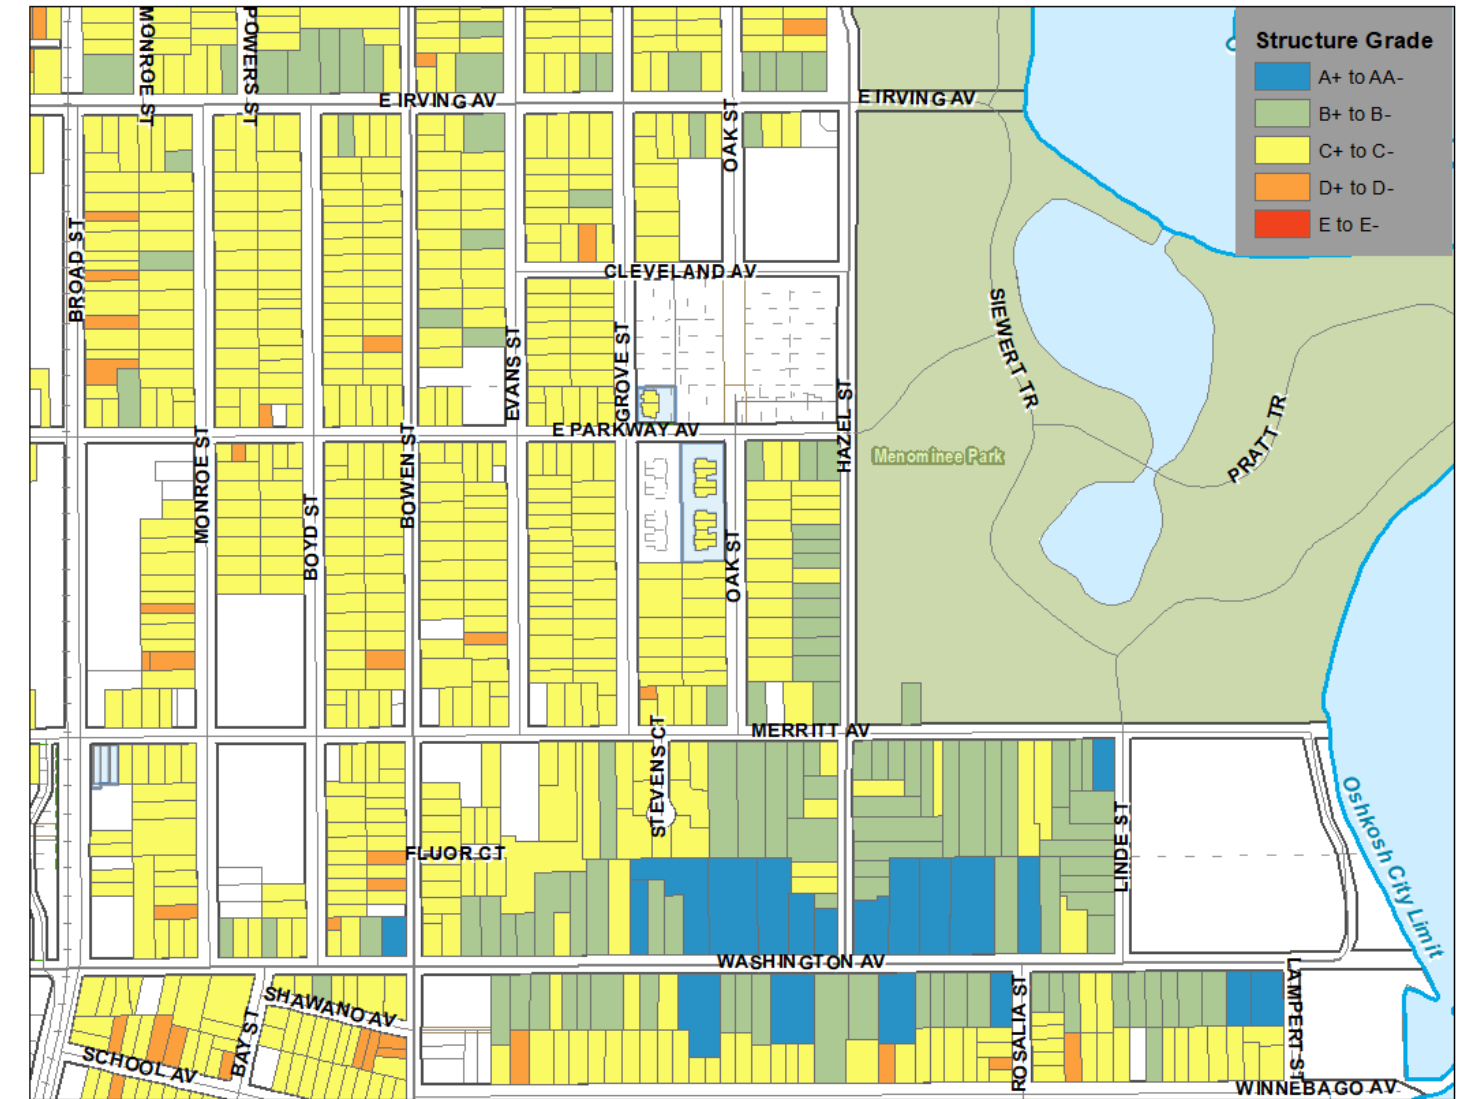 Structure Grade
A+ to AA-
B+ to B-
C+ to C-
D+ to D-
E to E-
MONROE ST
POWERS ST
E IRVING AV
E IRVING AV
OAK ST
BROAD ST
CLEVELAND AV
SIEWERT TR
EVANS ST
GROVE ST
HAZEL ST
E PARKWAY AV
PRATT TR
Menominee Park
MONROE ST
BOWEN ST
BOYD ST
OAK ST
MERRITT AV
STEVENS CT
FLUOR CT
LINDE ST
Oshkosh City Limit
WASHINGTON AV
SHAWANO AV
BAY ST
SCHOOL AV
ROSALIA ST
LAMPERT ST
WINNEBAGO AV